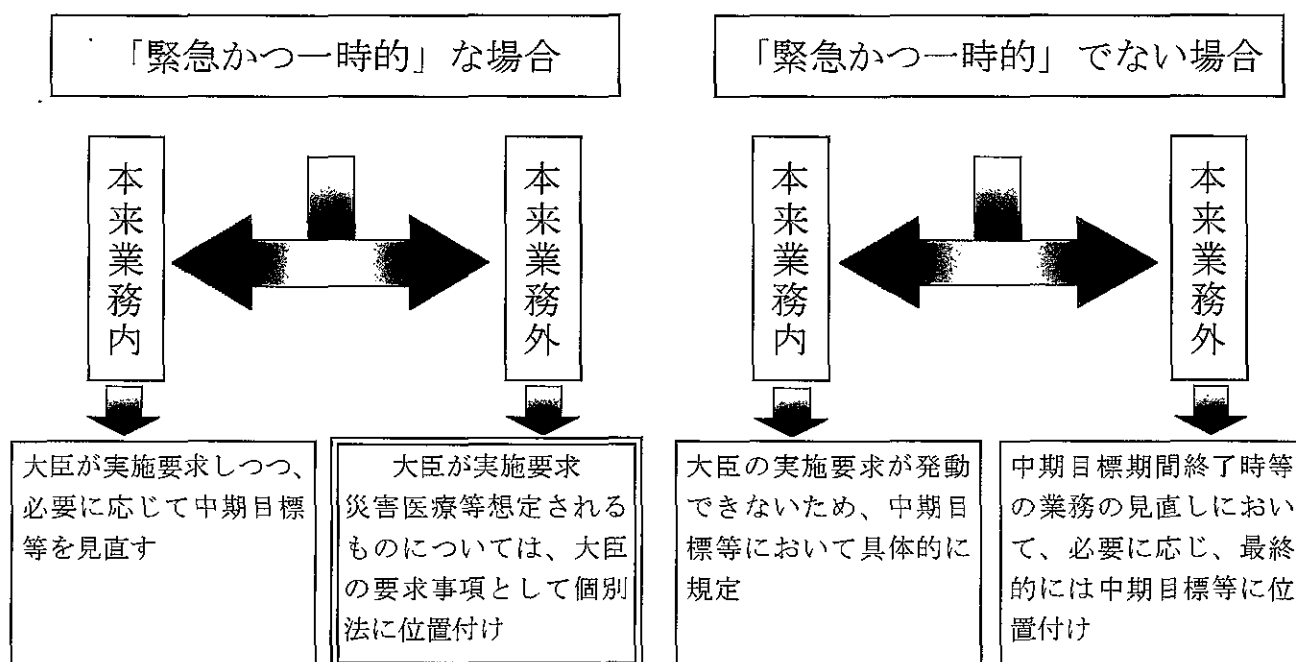 「緊急かつ一時的」な場合
本来業務内
本来業務外
大臣が実施要求しつつ、
必要に応じて中期目標
等を見直す
大臣が実施要求
災害医療等想定される
ものについては、大臣
の要求事項として個別
法に位置付け
「緊急かつ一時的」でない場合
本来業務内
本来業務外
大臣の実施要求が発動
できないため、中期目
標等において具体的に
規定
中期目標期間終了時等
の業務の見直しにおい
て、必要に応じ、最終
的には中期目標等に位
置付け